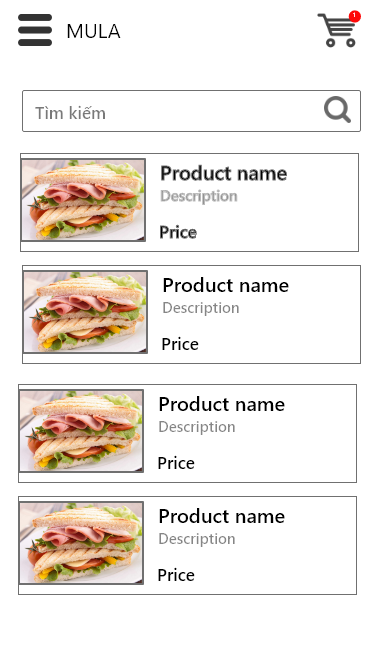 MULA
1
Tìm kiếm
Product name
Description
Price
Product name
Description
Price
Product name
Description
Price
Product name
Description
Price